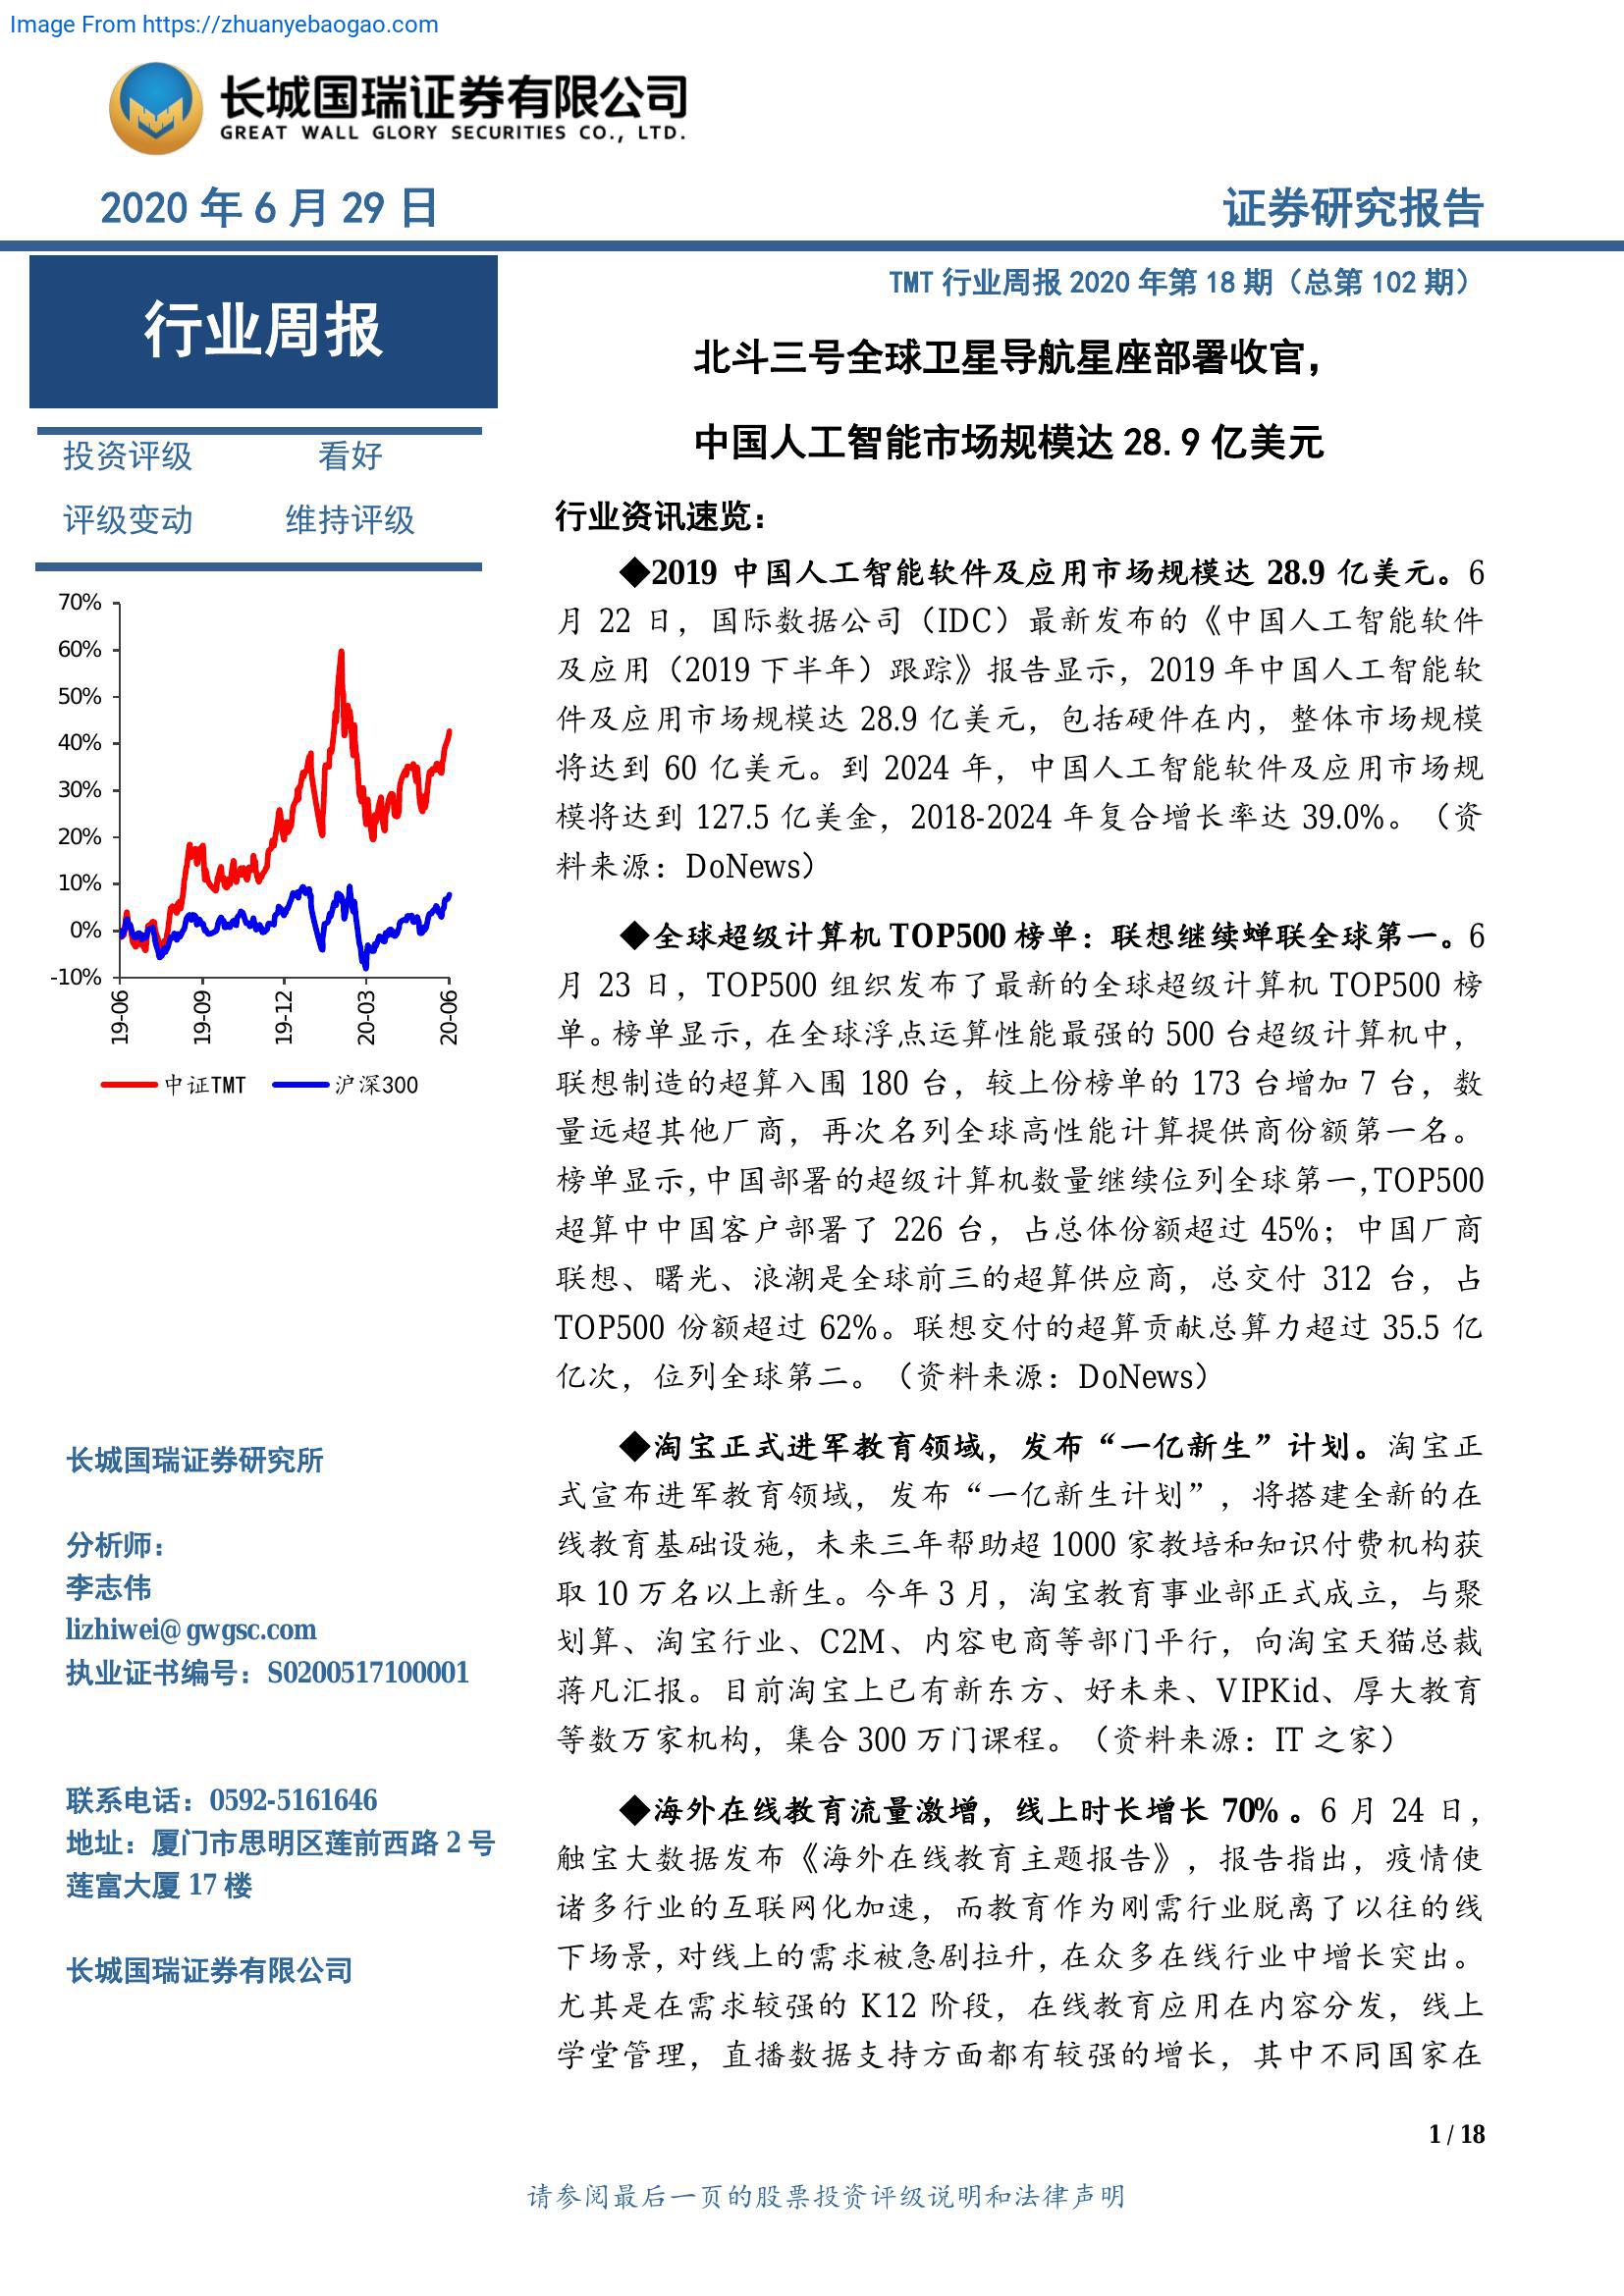 Image From https://zhuanyebaogao.com
长城国瑞证券有限公司
GREAT WALL GLORY SECURITIES CO., LTD.
2020 年 6 月 29 日
证券研究报告
行业周报
投资评级 看好
评级变动 维持评级
70%
60%
50%
40%
30%
20%
10%
0%
-10%
19-06
19-09
19-12
20-03
20-06
中证TMT
沪深300
长城国瑞证券研究所
分析师：
李志伟
lizhiwei@gwgsc.com
执业证书编号：S0200517100001
联系电话：0592-5161646
地址：厦门市思明区莲前西路 2 号
莲富大厦 17 楼
长城国瑞证券有限公司
TMT 行业周报 2020 年第 18 期（总第 102 期）
北斗三号全球卫星导航星座部署收官，
中国人工智能市场规模达 28.9 亿美元
行业资讯速览：
◆2019 中国人工智能软件及应用市场规模达 28.9 亿美元。6
月 22 日，国际数据公司（IDC）最新发布的《中国人工智能软件
及应用（2019 下半年）跟踪》报告显示，2019 年中国人工智能软
件及应用市场规模达 28.9 亿美元，包括硬件在内，整体市场规模
将达到 60 亿美元。到 2024 年，中国人工智能软件及应用市场规
模将达到 127.5 亿美金，2018-2024 年复合增长率达 39.0%。（资
料来源：DoNews）
◆全球超级计算机 TOP500 榜单：联想继续蝉联全球第一。6
月 23 日，TOP500 组织发布了最新的全球超级计算机 TOP500 榜
单。榜单显示，在全球浮点运算性能最强的 500 台超级计算机中，
联想制造的超算入围 180 台，较上份榜单的 173 台增加 7 台，数
量远超其他厂商，再次名列全球高性能计算提供商份额第一名。
榜单显示，中国部署的超级计算机数量继续位列全球第一，TOP500
超算中中国客户部署了 226 台，占总体份额超过 45%；中国厂商
联想、曙光、浪潮是全球前三的超算供应商，总交付 312 台，占
TOP500 份额超过 62%。联想交付的超算贡献总算力超过 35.5 亿
亿次，位列全球第二。（资料来源：DoNews）
◆淘宝正式进军教育领域，发布“一亿新生”计划。淘宝正
式宣布进军教育领域，发布“一亿新生计划”，将搭建全新的在
线教育基础设施，未来三年帮助超 1000 家教培和知识付费机构获
取 10 万名以上新生。今年 3 月，淘宝教育事业部正式成立，与聚
划算、淘宝行业、C2M、内容电商等部门平行，向淘宝天猫总裁
蒋凡汇报。目前淘宝上已有新东方、好未来、VIPKid、厚大教育
等数万家机构，集合 300 万门课程。（资料来源：IT 之家）
◆海外在线教育流量激增，线上时长增长 70%。6 月 24 日，
触宝大数据发布《海外在线教育主题报告》，报告指出，疫情使
诸多行业的互联网化加速，而教育作为刚需行业脱离了以往的线
下场景，对线上的需求被急剧拉升，在众多在线行业中增长突出。
尤其是在需求较强的 K12 阶段，在线教育应用在内容分发，线上
学堂管理，直播数据支持方面都有较强的增长，其中不同国家在
1 / 18
请参阅最后一页的股票投资评级说明和法律声明